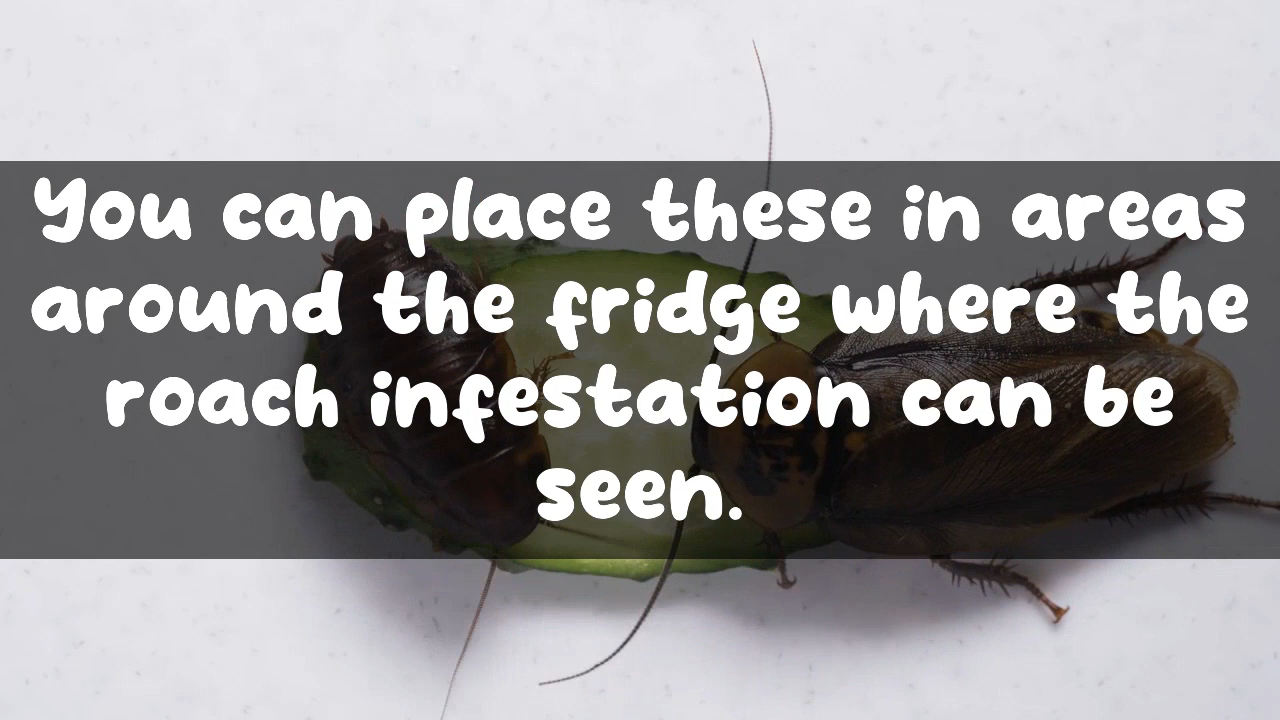 You can place these in areas
around the fridge where the
roach infestation can be
seen.